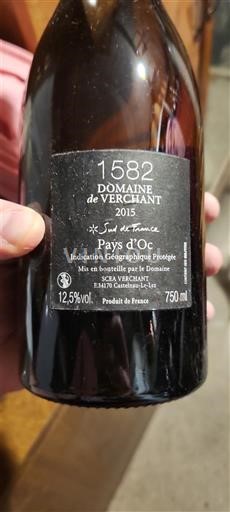 1582
DOMAINE
de VERCHANT
2015
Sud de France
Pays d'Oc
Indication Géographique Protégée
Mis en bouteille par le Domaine
SCEA VERCHANT
F.34170 Castelnau-Le-Lez
12,5%vol.
Produit de France
750 ml